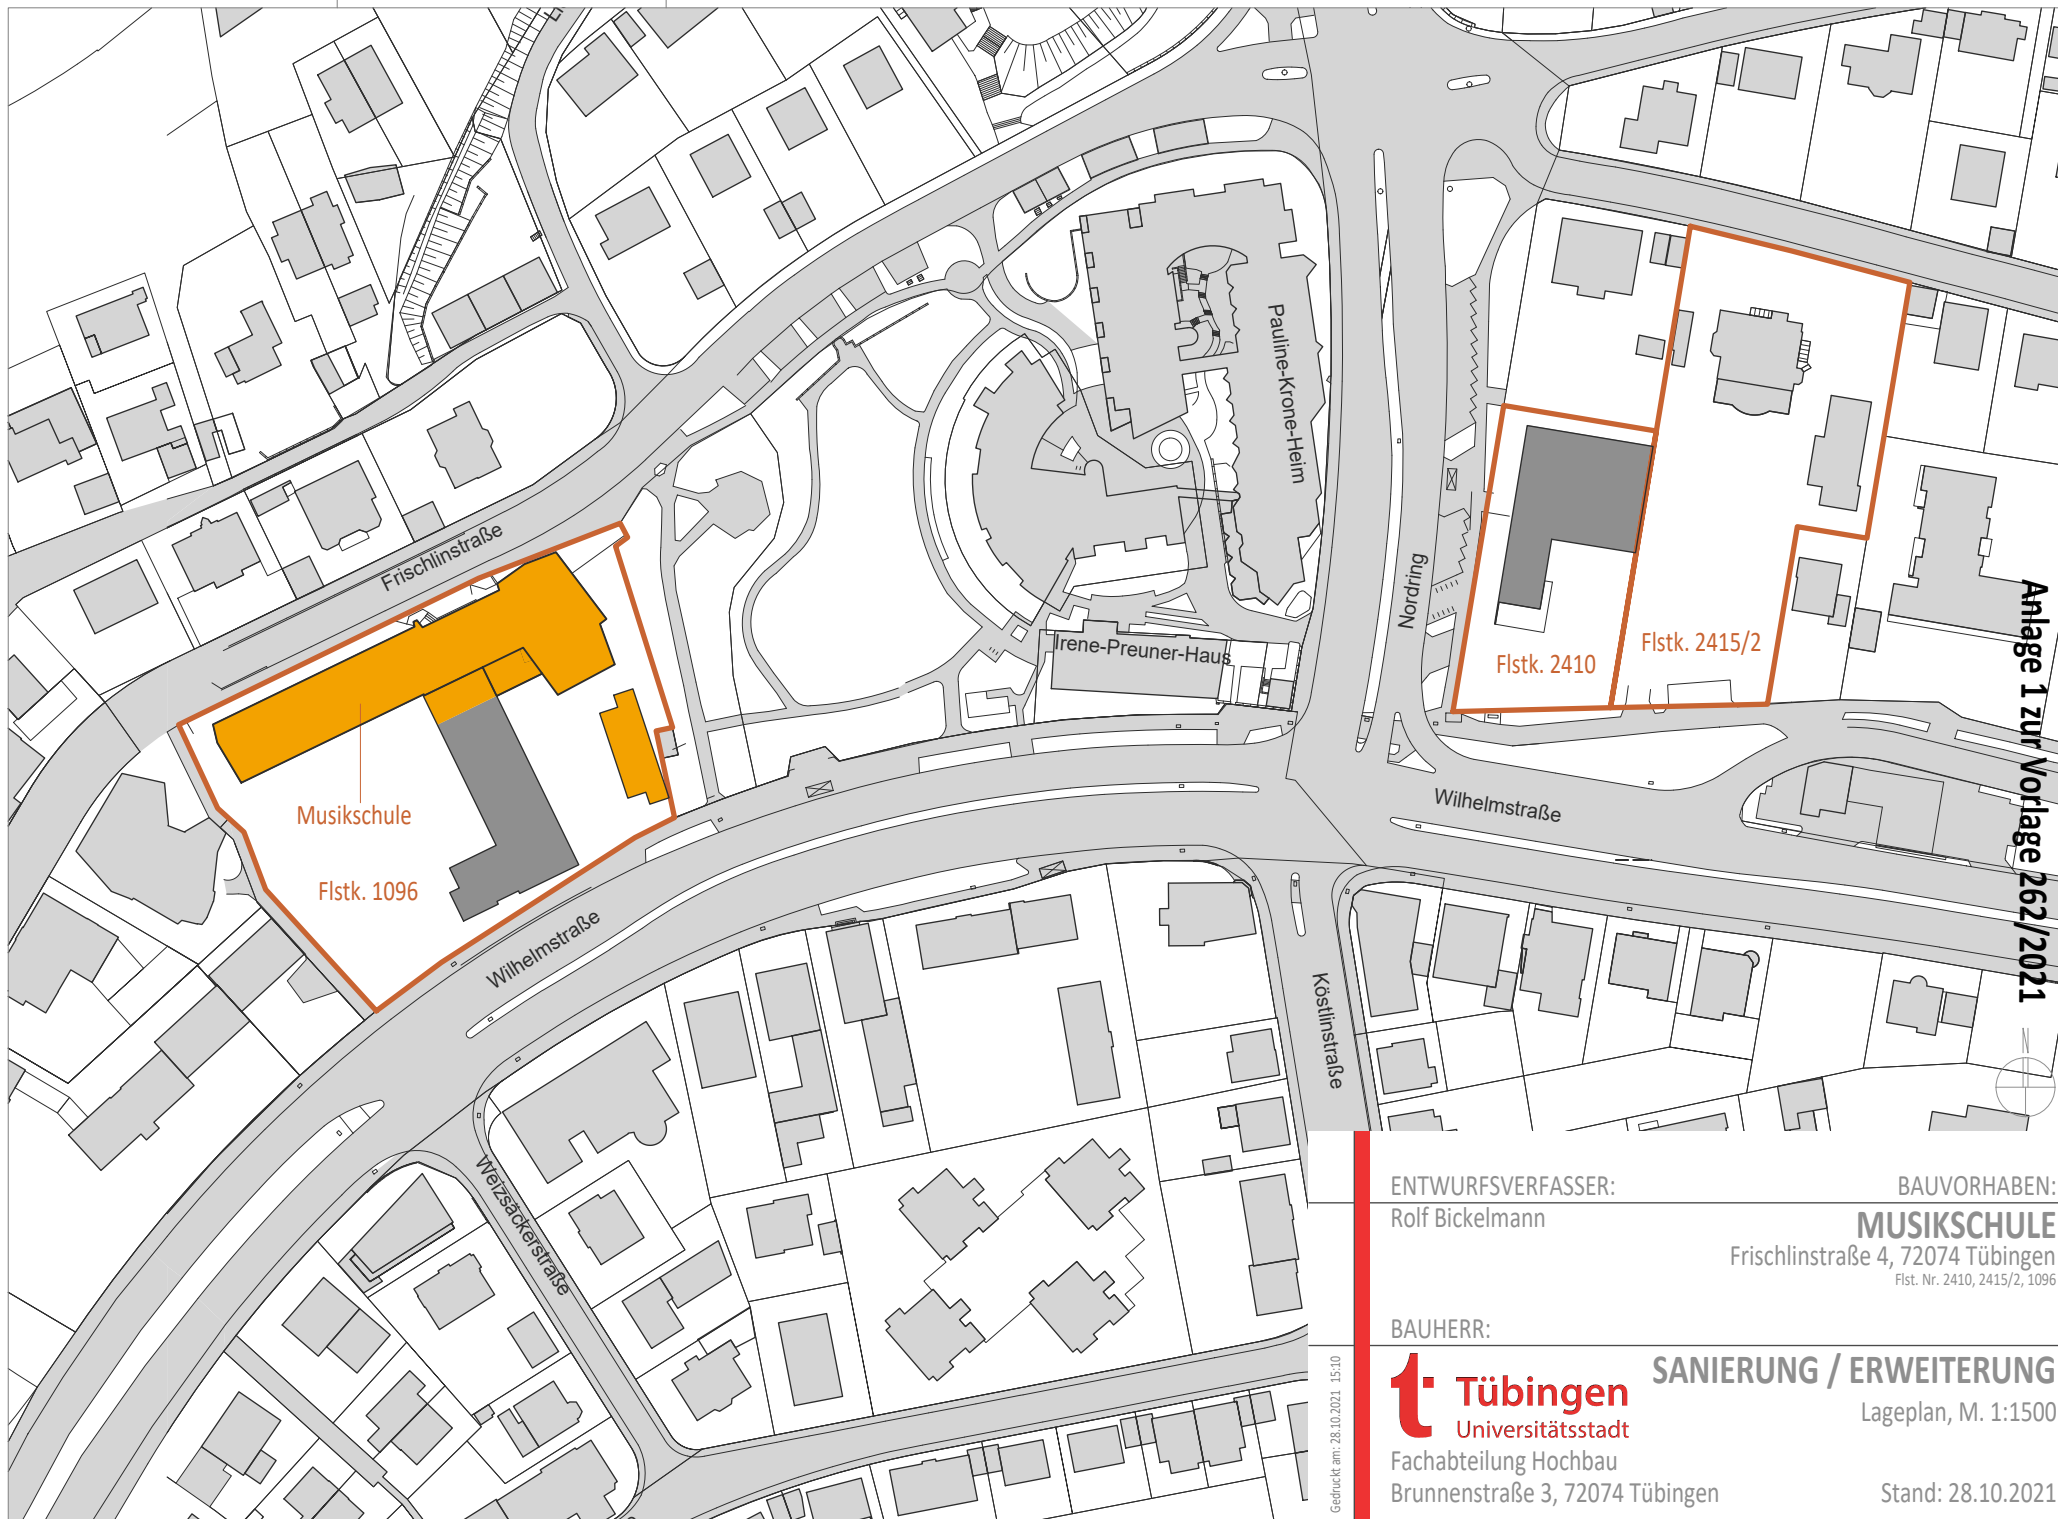 Frischlinstraße
Pauline-Krone-Heim
Nordring
Irene-Preuner-Haus
Flstk. 2410
Flstk. 2415/2
Musikschule
Flstk. 1096
Wilhelmstraße
Wilhelmstraße
Köstlinstraße
Weizsäckerstraße
Anlage 1 zur Vorlage 262/2021
N
ENTWURFSVERFASSER:
BAUVORHABEN:
Rolf Bickelmann
MUSIKSCHULE
Frischlinstraße 4, 72074 Tübingen
Flst. Nr. 2410, 2415/2, 1096
BAUHERR:
SANIERUNG / ERWEITERUNG
Tübingen
Universitätsstadt
Lageplan, M. 1:1500
Fachabteilung Hochbau
Brunnenstraße 3, 72074 Tübingen
Stand: 28.10.2021
Gedruckt am: 28.10.2021 15:10